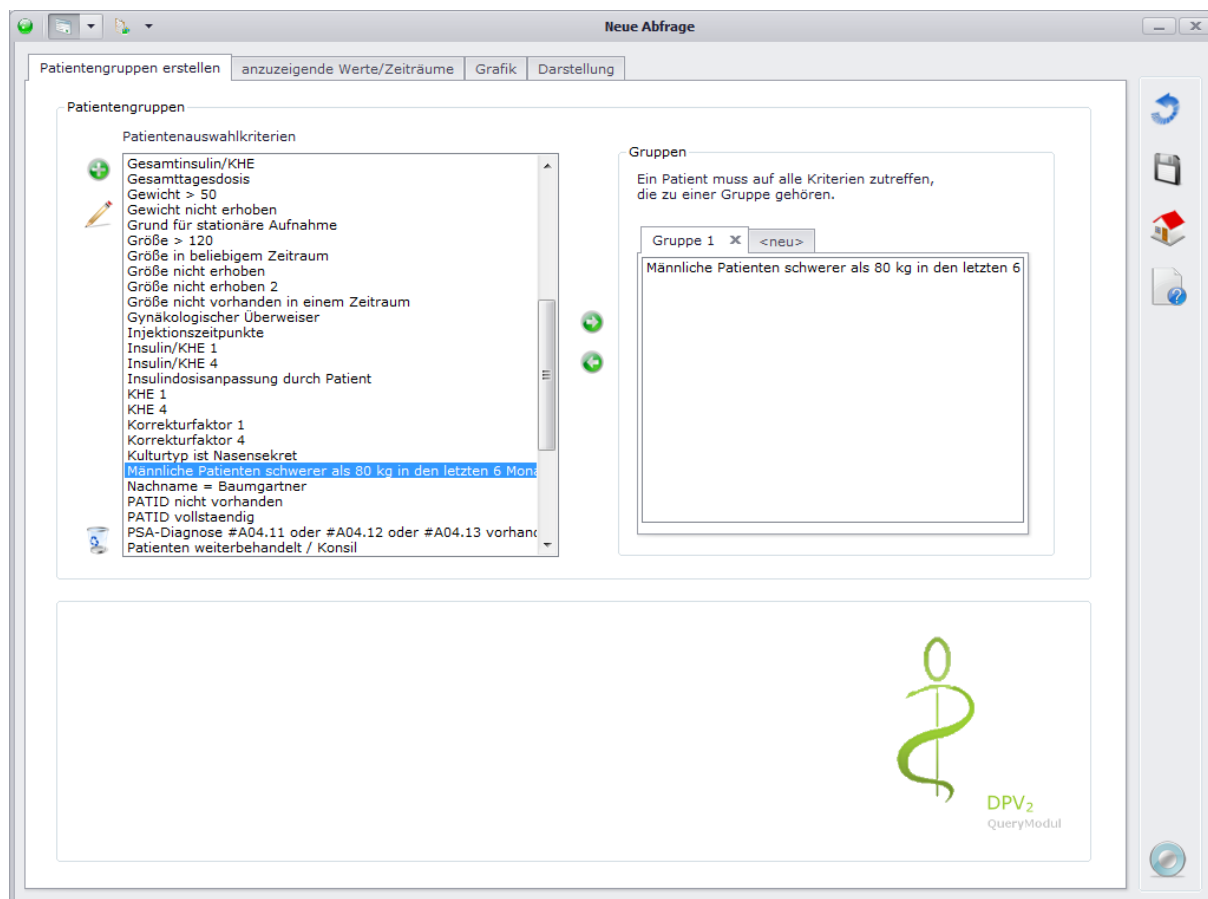 Neue Abfrage
Patientengruppen erstellen
anzuzeigende Werte/Zeiträume
Grafik
Darstellung
Patientengruppen
Patientenauswahlkriterien
Gesamtinsulin/KHE
Gesamttagesdosis
Gewicht > 50
Gewicht nicht erhoben
Grund für stationäre Aufnahme
Größe > 120
Größe in beliebigem Zeitraum
Größe nicht erhoben
Größe nicht erhoben 2
Größe nicht vorhanden in einem Zeitraum
Gynäkologischer Überweiser
Injektionszeitpunkte
Insulin/KHE 1
Insulin/KHE 4
Insulindosisanpassung durch Patient
KHE 1
KHE 4
Korrekturfaktor 1
Korrekturfaktor 4
Kulturtyp ist Nasensekret
Männliche Patienten schwerer als 80 kg in den letzten 6 Mona
Nachname = Baumgartner
PATID nicht vorhanden
PATID vollstaendig
PSA-Diagnose #A04.11 oder #A04.12 oder #A04.13 vorhand
Patienten weiterbehandelt / Konsil
Gruppen
Ein Patient muss auf alle Kriterien zutreffen,
die zu einer Gruppe gehören.
Gruppe 1
<neu>
Männliche Patienten schwerer als 80 kg in den letzten 6
DPV₂
QueryModul